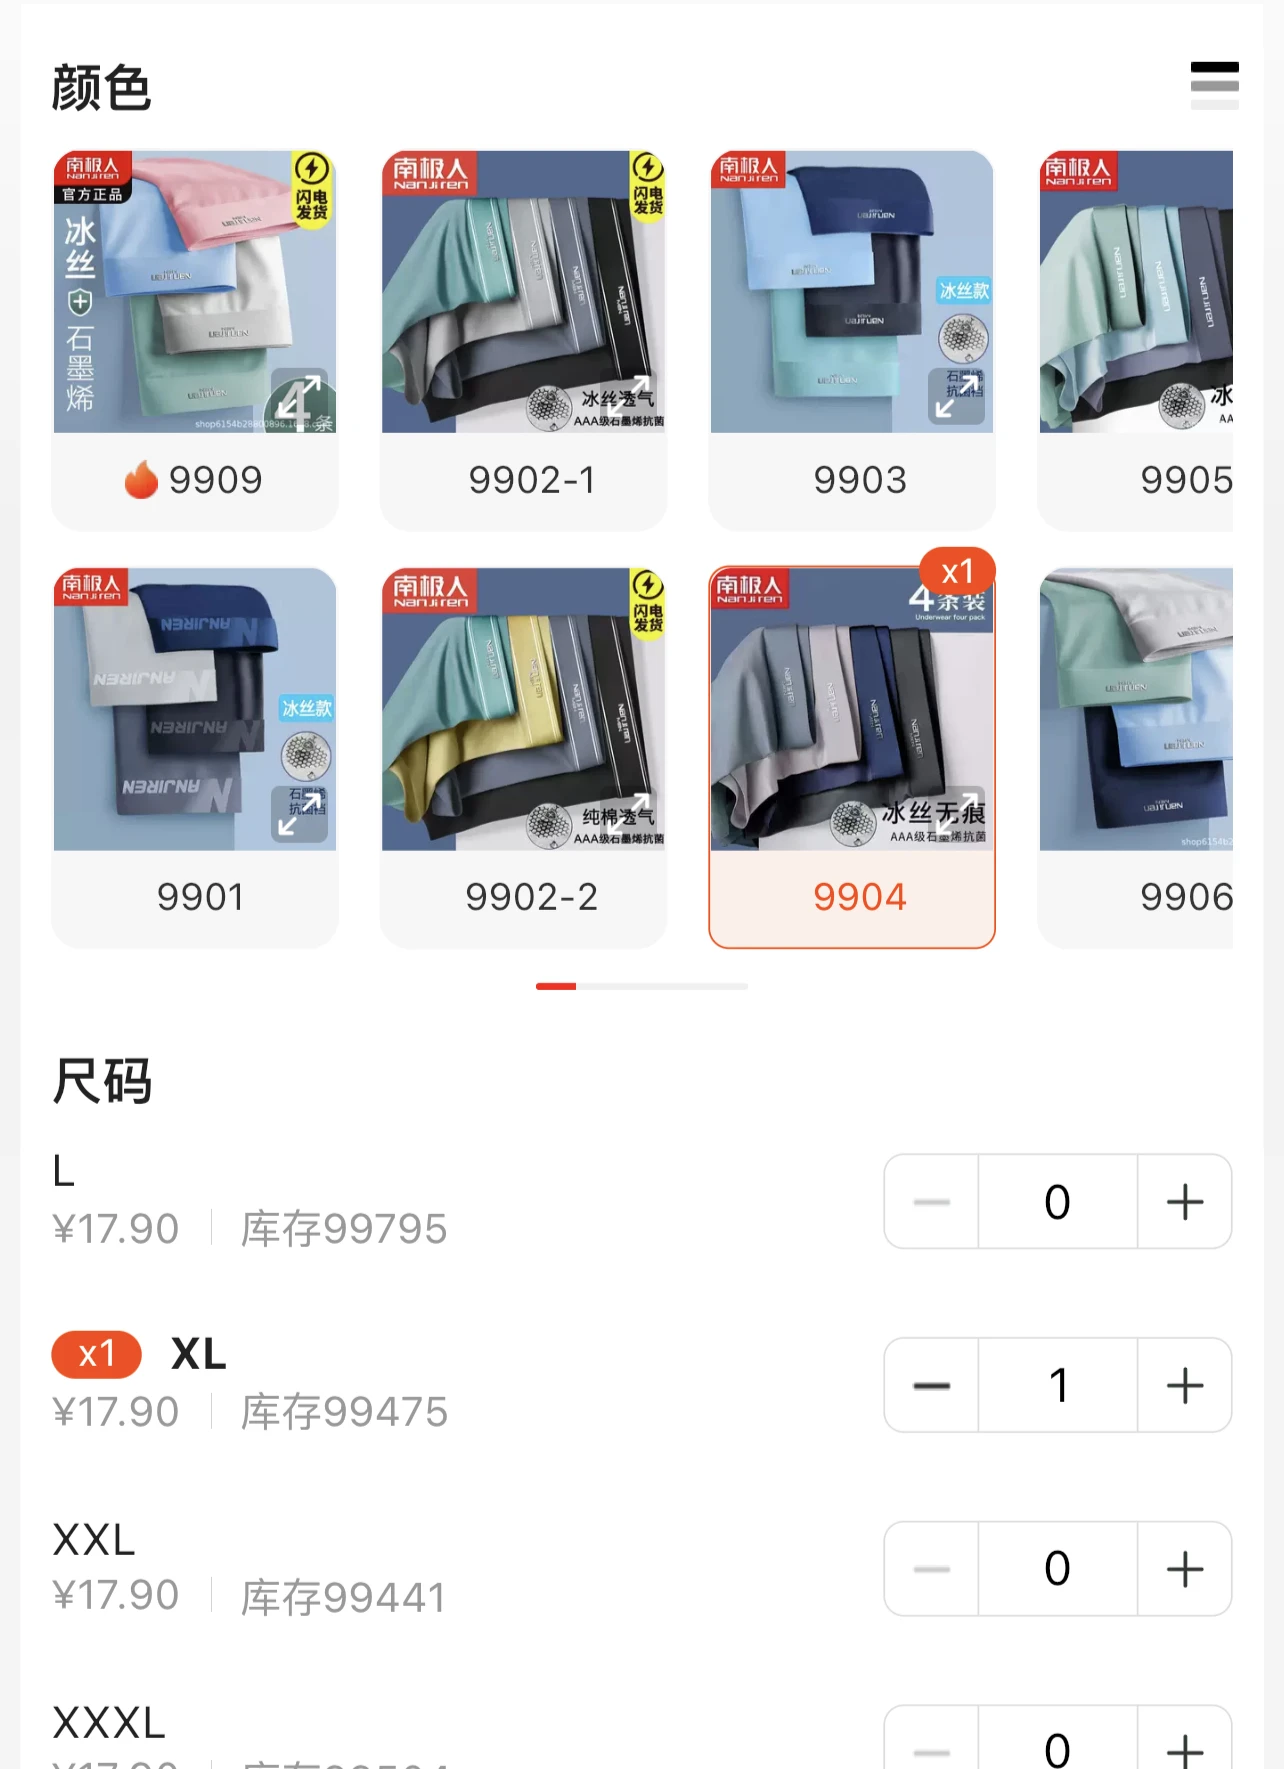 颜色
南极人
NanJiren
官方正品
闪电
发货
冰丝
石墨烯
4条
9909
南极人
NanJiren
闪电
发货
冰丝透气
AAA级石墨烯抗菌
9902-1
南极人
NanJiren
冰丝款
石墨烯
抗菌裆
9903
南极人
NanJiren
冰
AA
9905
南极人
NanJiren
ANJIREN
ANJIREN
ANJIREN
ANJIREN
冰丝款
石墨烯
抗菌裆
9901
南极人
NanJiren
闪电
发货
纯棉透气
AAA级石墨烯抗菌
9902-2
x1
南极人
NanJiren
4条装
Underwear four pack
冰丝无痕
AAA级石墨烯抗菌
9904
shop6154b2
9906
尺码
L
¥17.90
库存99795
0
x1 XL
¥17.90
库存99475
1
XXL
¥17.90
库存99441
0
XXXL
¥17.90
0